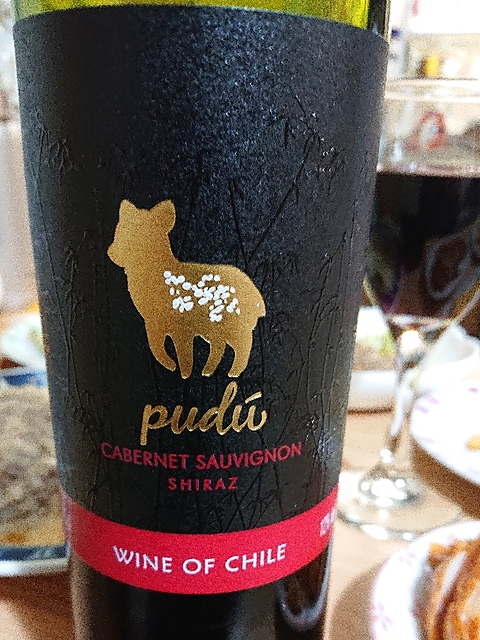 pudú
CABERNET SAUVIGNON
SHIRAZ
WINE OF CHILE